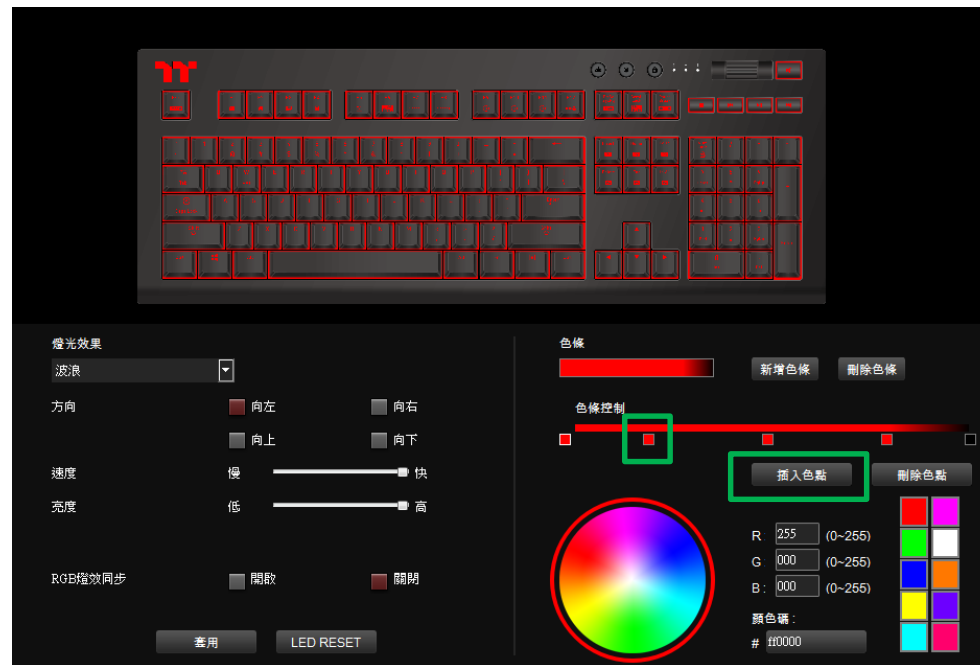 燈光效果
波浪
方向
向左
向右
向上
向下
速度
慢
快
亮度
低
高
RGB燈效同步
開啟
關閉
套用
LED RESET
色條
新增色條
刪除色條
色條控制
插入色點
刪除色點
R: 255 (0~255)
G: 000 (0~255)
B: 000 (0~255)
顏色碼:
# ff0000